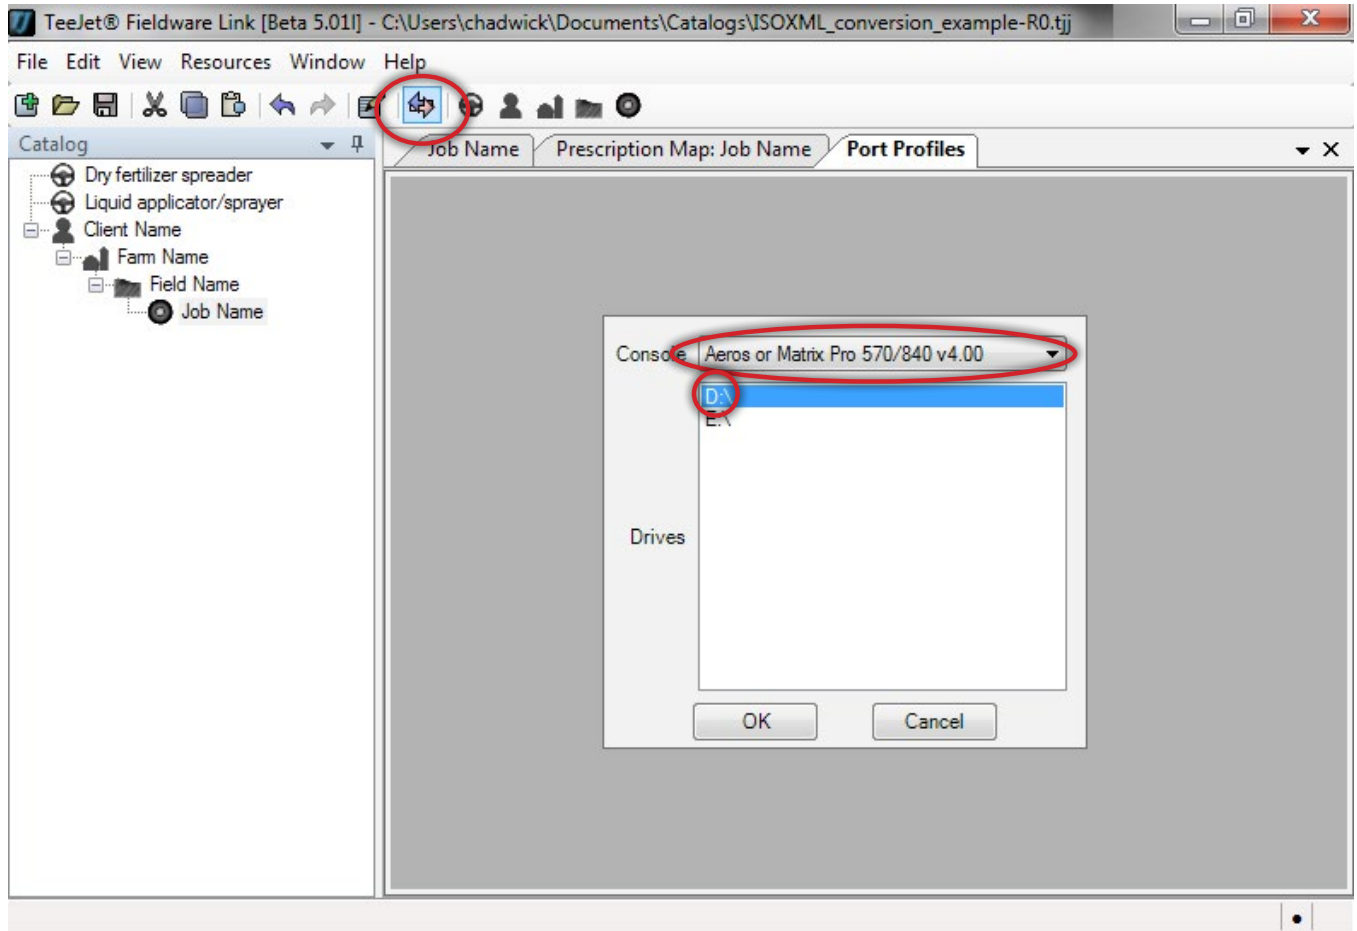 TeeJet® Fieldware Link [Beta 5.01l] - C:\Users\chadwick\Documents\Catalogs\ISOXML_conversion_example-R0.tjj
File Edit View Resources Window Help
Catalog
Job Name Prescription Map: Job Name Port Profiles
Dry fertilizer spreader
Liquid applicator/sprayer
Client Name
Farm Name
Field Name
Job Name
Console Aeros or Matrix Pro 570/840 v4.00
D:\
E:\
Drives
OK Cancel